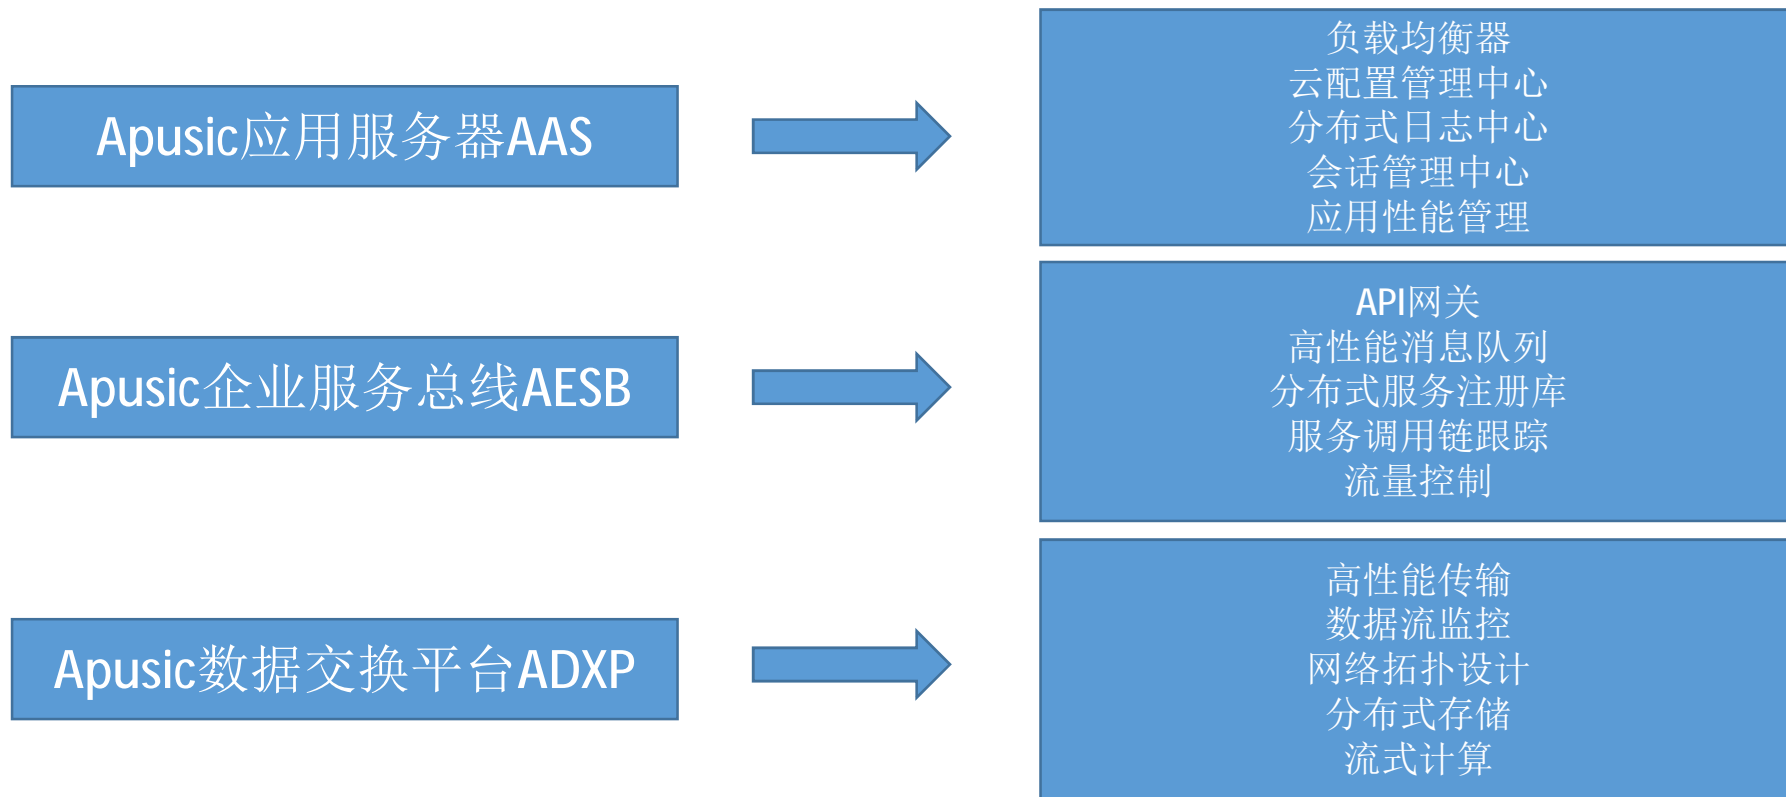 Apusic应用服务器AAS
负载均衡器
云配置管理中心
分布式日志中心
会话管理中心
应用性能管理
Apusic企业服务总线AESB
API网关
高性能消息队列
分布式服务注册库
服务调用链跟踪
流量控制
Apusic数据交换平台ADXP
高性能传输
数据流监控
网络拓扑设计
分布式存储
流式计算